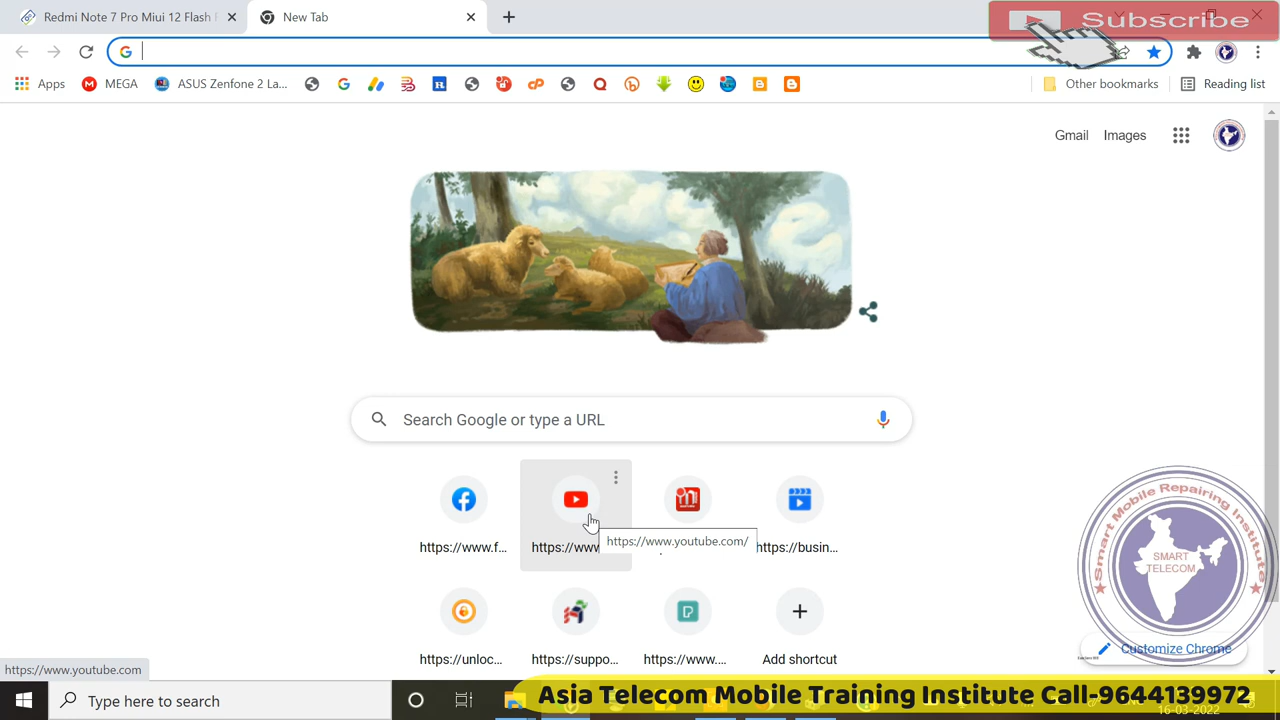 Redmi Note 7 Pro Miui 12 Flash
New Tab
Subscribe
Apps
MEGA
ASUS Zenfone 2 La...
Other bookmarks
Reading list
Gmail
Images
Search Google or type a URL
https://www.f...
https://www
https://www.youtube.com/
https://busin...
https://unloc...
https://suppo...
https://www....
Add shortcut
Smart Mobile Repairing Institute
SMART
TELECOM
Customize Chrome
https://www.youtube.com
Type here to search
Asia Telecom Mobile Training Institute Call-9644139972
16-03-2022